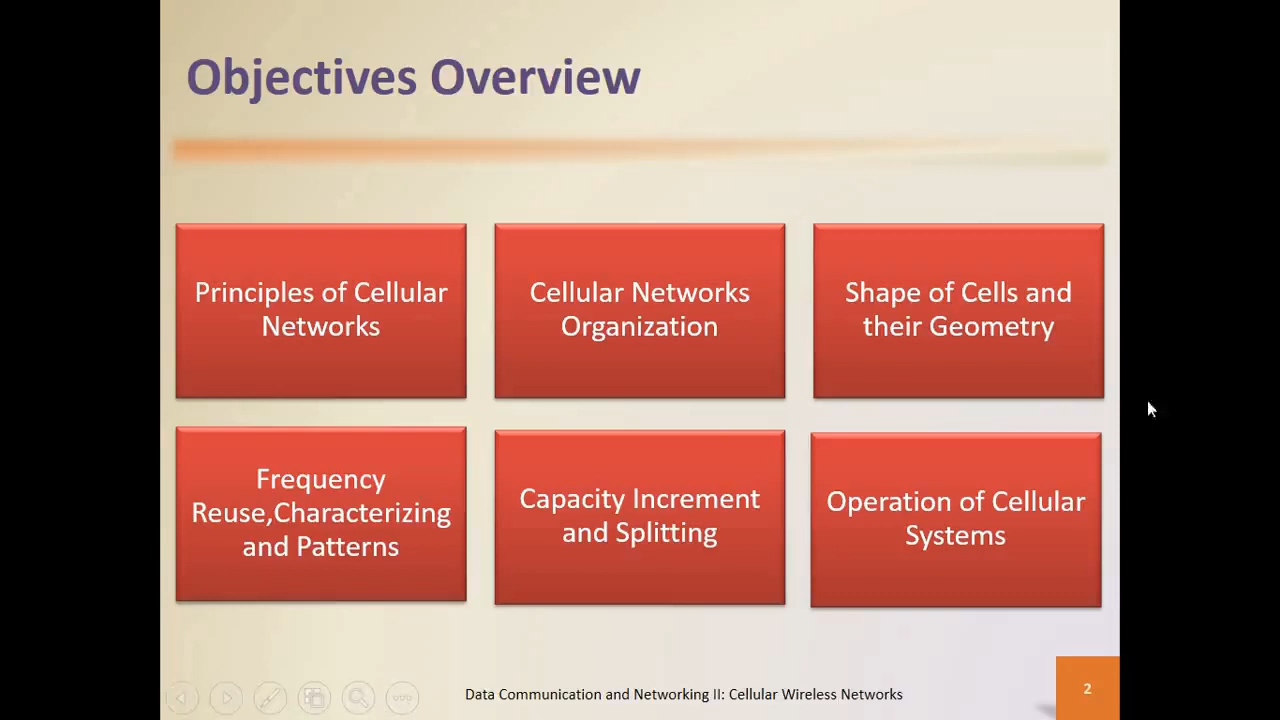 Objectives Overview
Principles of Cellular
Networks
Cellular Networks
Organization
Shape of Cells and
their Geometry
Frequency
Reuse,Characterizing
and Patterns
Capacity Increment
and Splitting
Operation of Cellular
Systems
Data Communication and Networking II: Cellular Wireless Networks
2